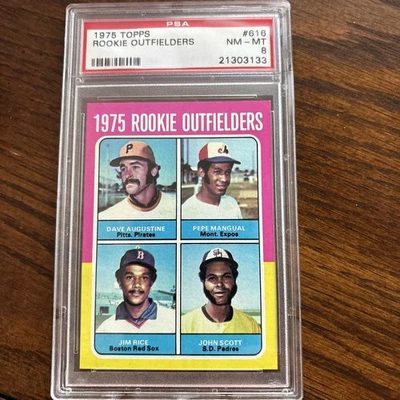 PSA
1975 TOPPS #616
ROOKIE OUTFIELDERS NM - MT
8
21303133
1975 ROOKIE OUTFIELDERS
P
DAVE AUGUSTINE
Pitts. Pirates
PEPE MANGUAL
Mont. Expos
B
JIM RICE
Boston Red Sox
JOHN SCOTT
S.D. Padres